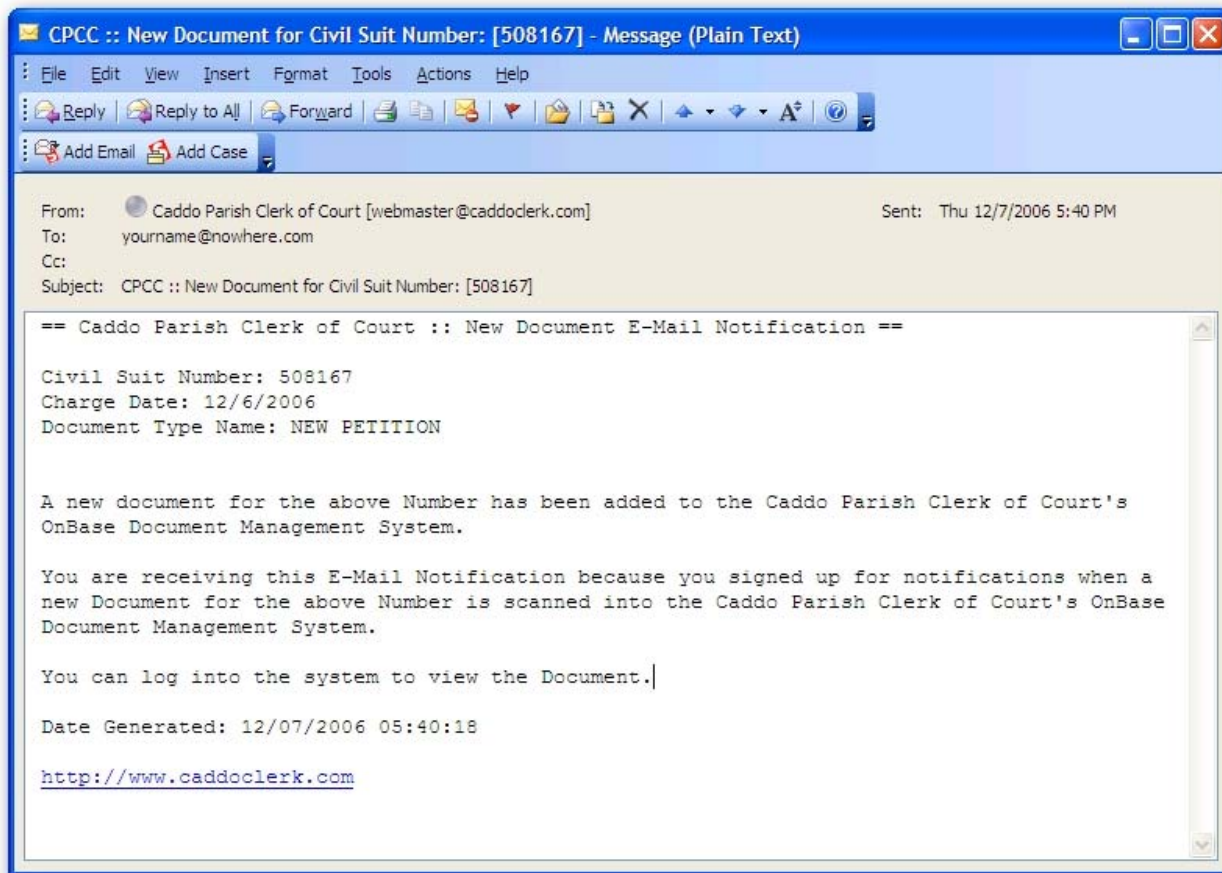 CPCC :: New Document for Civil Suit Number: [508167] - Message (Plain Text)
File Edit View Insert Format Tools Actions Help
Reply Reply to All Forward
Add Email Add Case
From: Caddo Parish Clerk of Court [webmaster@caddoclerk.com] Sent: Thu 12/7/2006 5:40 PM
To: yourname@nowhere.com
Cc:
Subject: CPCC :: New Document for Civil Suit Number: [508167]
== Caddo Parish Clerk of Court :: New Document E-Mail Notification ==
Civil Suit Number: 508167
Charge Date: 12/6/2006
Document Type Name: NEW PETITION
A new document for the above Number has been added to the Caddo Parish Clerk of Court's
OnBase Document Management System.
You are receiving this E-Mail Notification because you signed up for notifications when a
new Document for the above Number is scanned into the Caddo Parish Clerk of Court's OnBase
Document Management System.
You can log into the system to view the Document.
Date Generated: 12/07/2006 05:40:18
http://www.caddoclerk.com